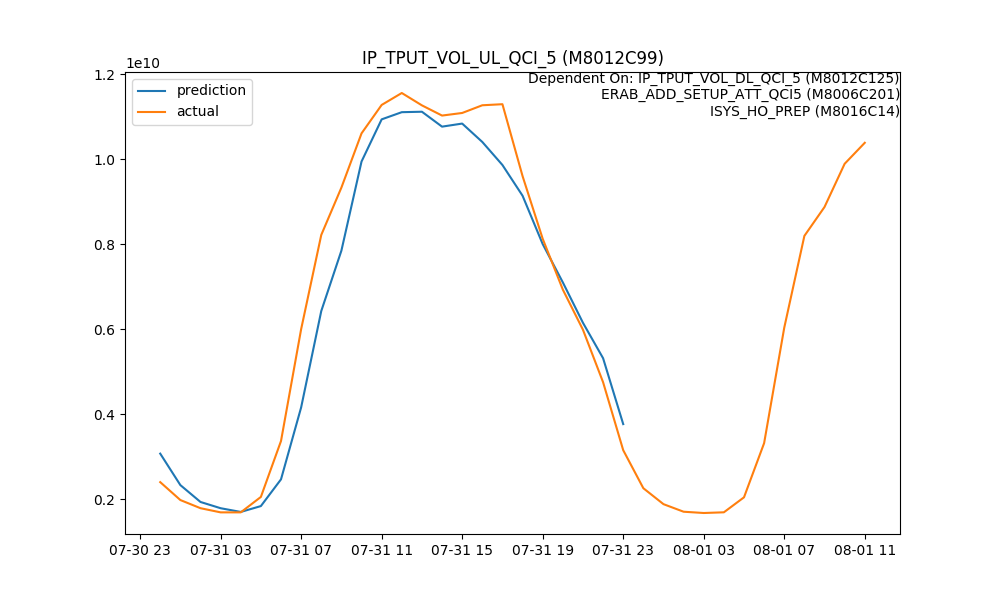 IP_TPUT_VOL_UL_QCI_5 (M8012C99)
1e10
Dependent On: IP_TPUT_VOL_DL_QCI_5 (M8012C125)
ERAB_ADD_SETUP_ATT_QCI5 (M8006C201)
ISYS_HO_PREP (M8016C14)
prediction
actual
1.2
1.0
0.8
0.6
0.4
0.2
07-30 23 07-31 03 07-31 07 07-31 11 07-31 15 07-31 19 07-31 23 08-01 03 08-01 07 08-01 11